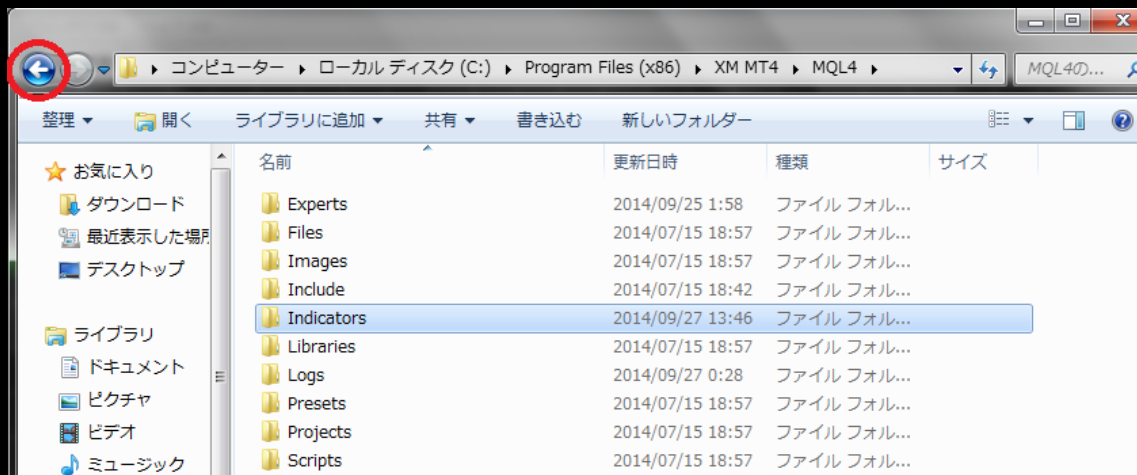 コンピューター ▸ ローカル ディスク (C:) ▸ Program Files (x86) ▸ XM MT4 ▸ MQL4 ▸ MQL4の...
整理 開く ライブラリに追加 共有 書き込む 新しいフォルダー
名前 更新日時 種類 サイズ
お気に入り
ダウンロード
最近表示した場所
デスクトップ
ライブラリ
ドキュメント
ピクチャ
ビデオ
ミュージック
Experts 2014/09/25 1:58 ファイル フォル...
Files 2014/07/15 18:57 ファイル フォル...
Images 2014/07/15 18:57 ファイル フォル...
Include 2014/07/15 18:42 ファイル フォル...
Indicators 2014/09/27 13:46 ファイル フォル...
Libraries 2014/07/15 18:57 ファイル フォル...
Logs 2014/09/27 0:28 ファイル フォル...
Presets 2014/07/15 18:57 ファイル フォル...
Projects 2014/07/15 18:57 ファイル フォル...
Scripts 2014/07/15 18:57 ファイル フォル...